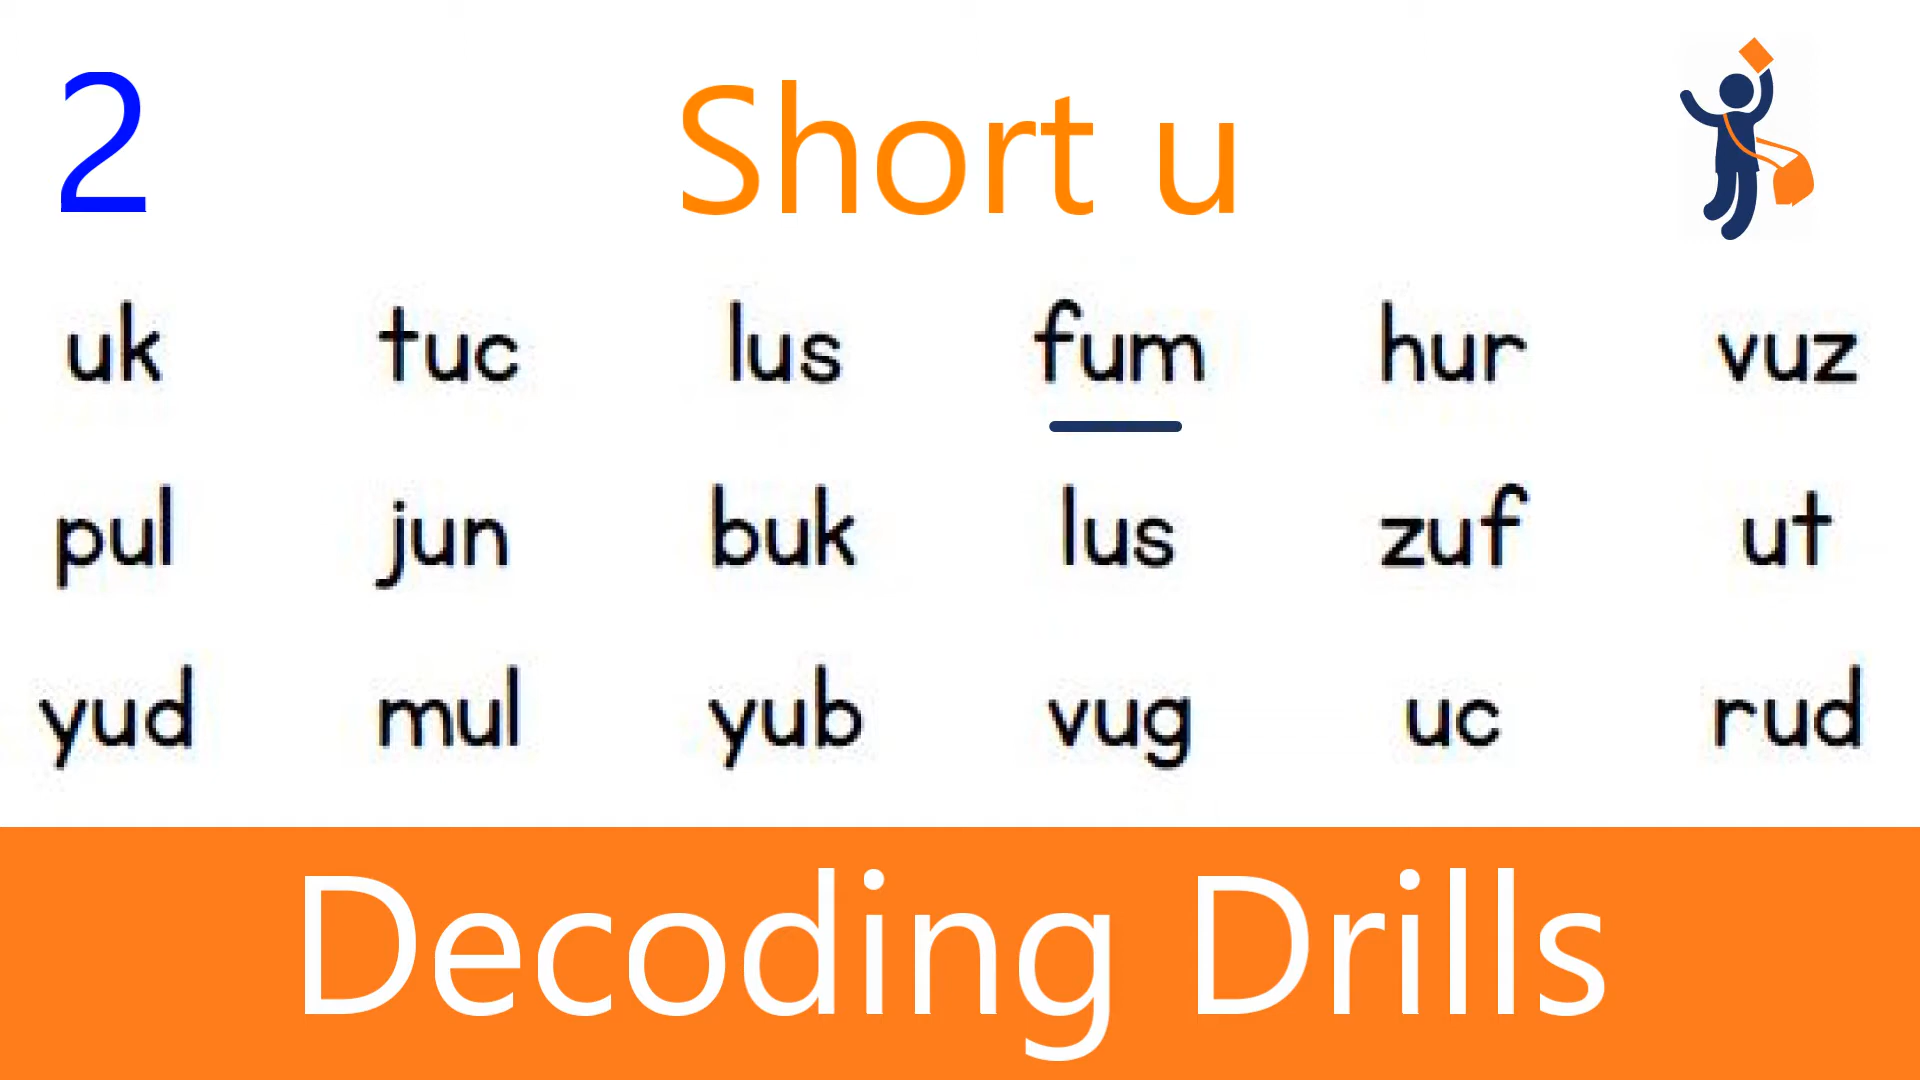 2 Short u
uk tuc lus fum hur vuz
pul jun buk lus zuf ut
yud mul yub vug uc rud
Decoding Drills